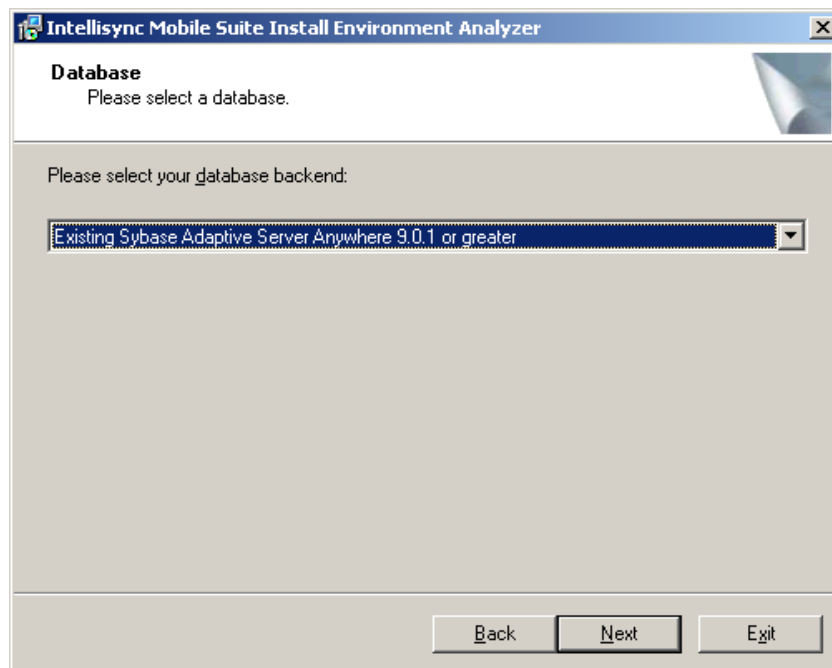 Intellisync Mobile Suite Install Environment Analyzer
Database
Please select a database.
Please select your database backend:
Existing Sybase Adaptive Server Anywhere 9.0.1 or greater
Back Next Exit